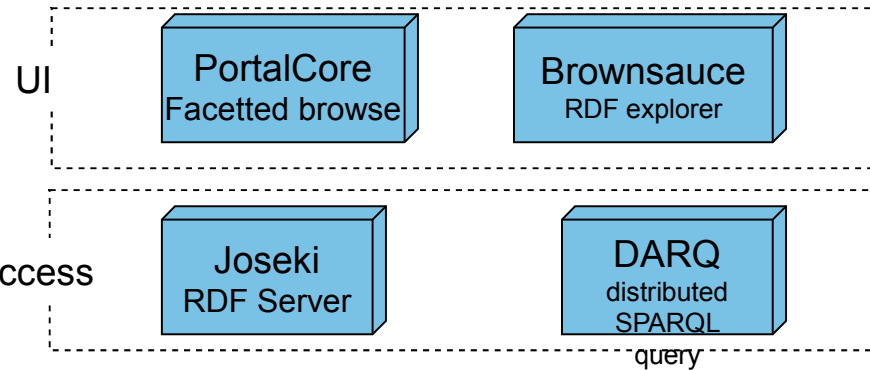 UI
PortalCore
Facetted browse
Brownsauce
RDF explorer
ccess
Joseki
RDF Server
DARQ
distributed
SPARQL
query